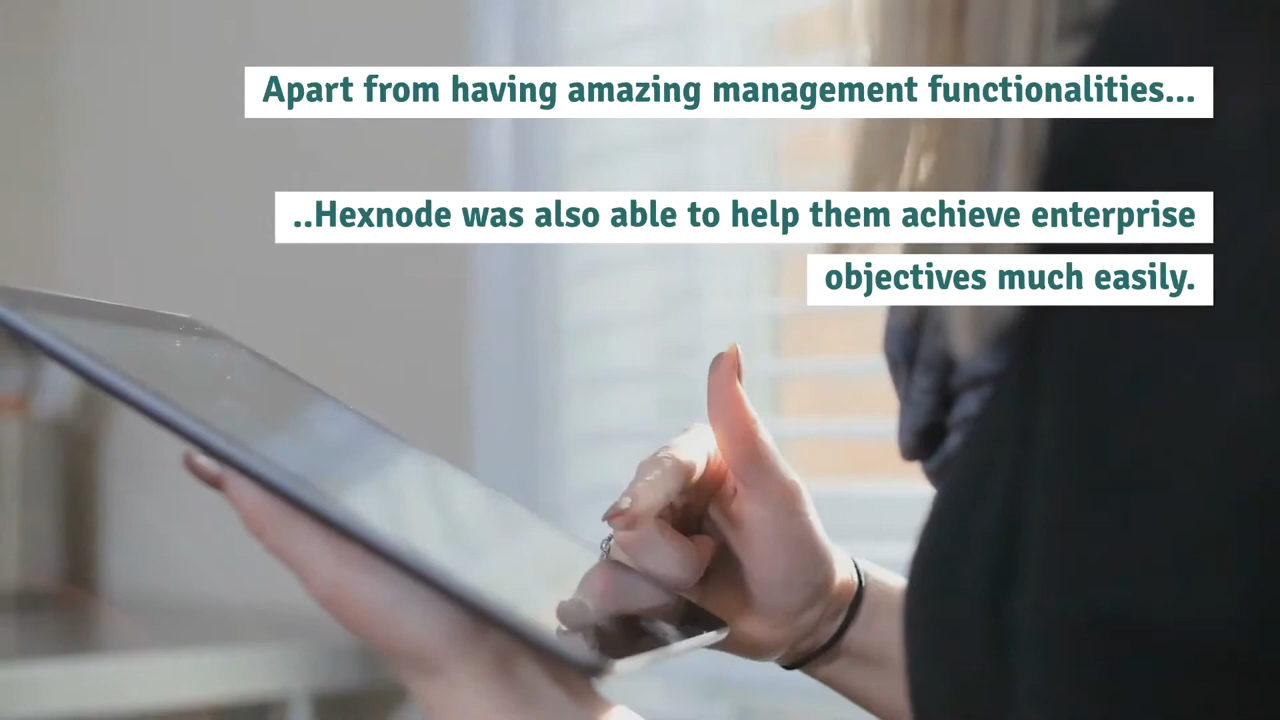 Apart from having amazing management functionalities...
..Hexnode was also able to help them achieve enterprise
objectives much easily.